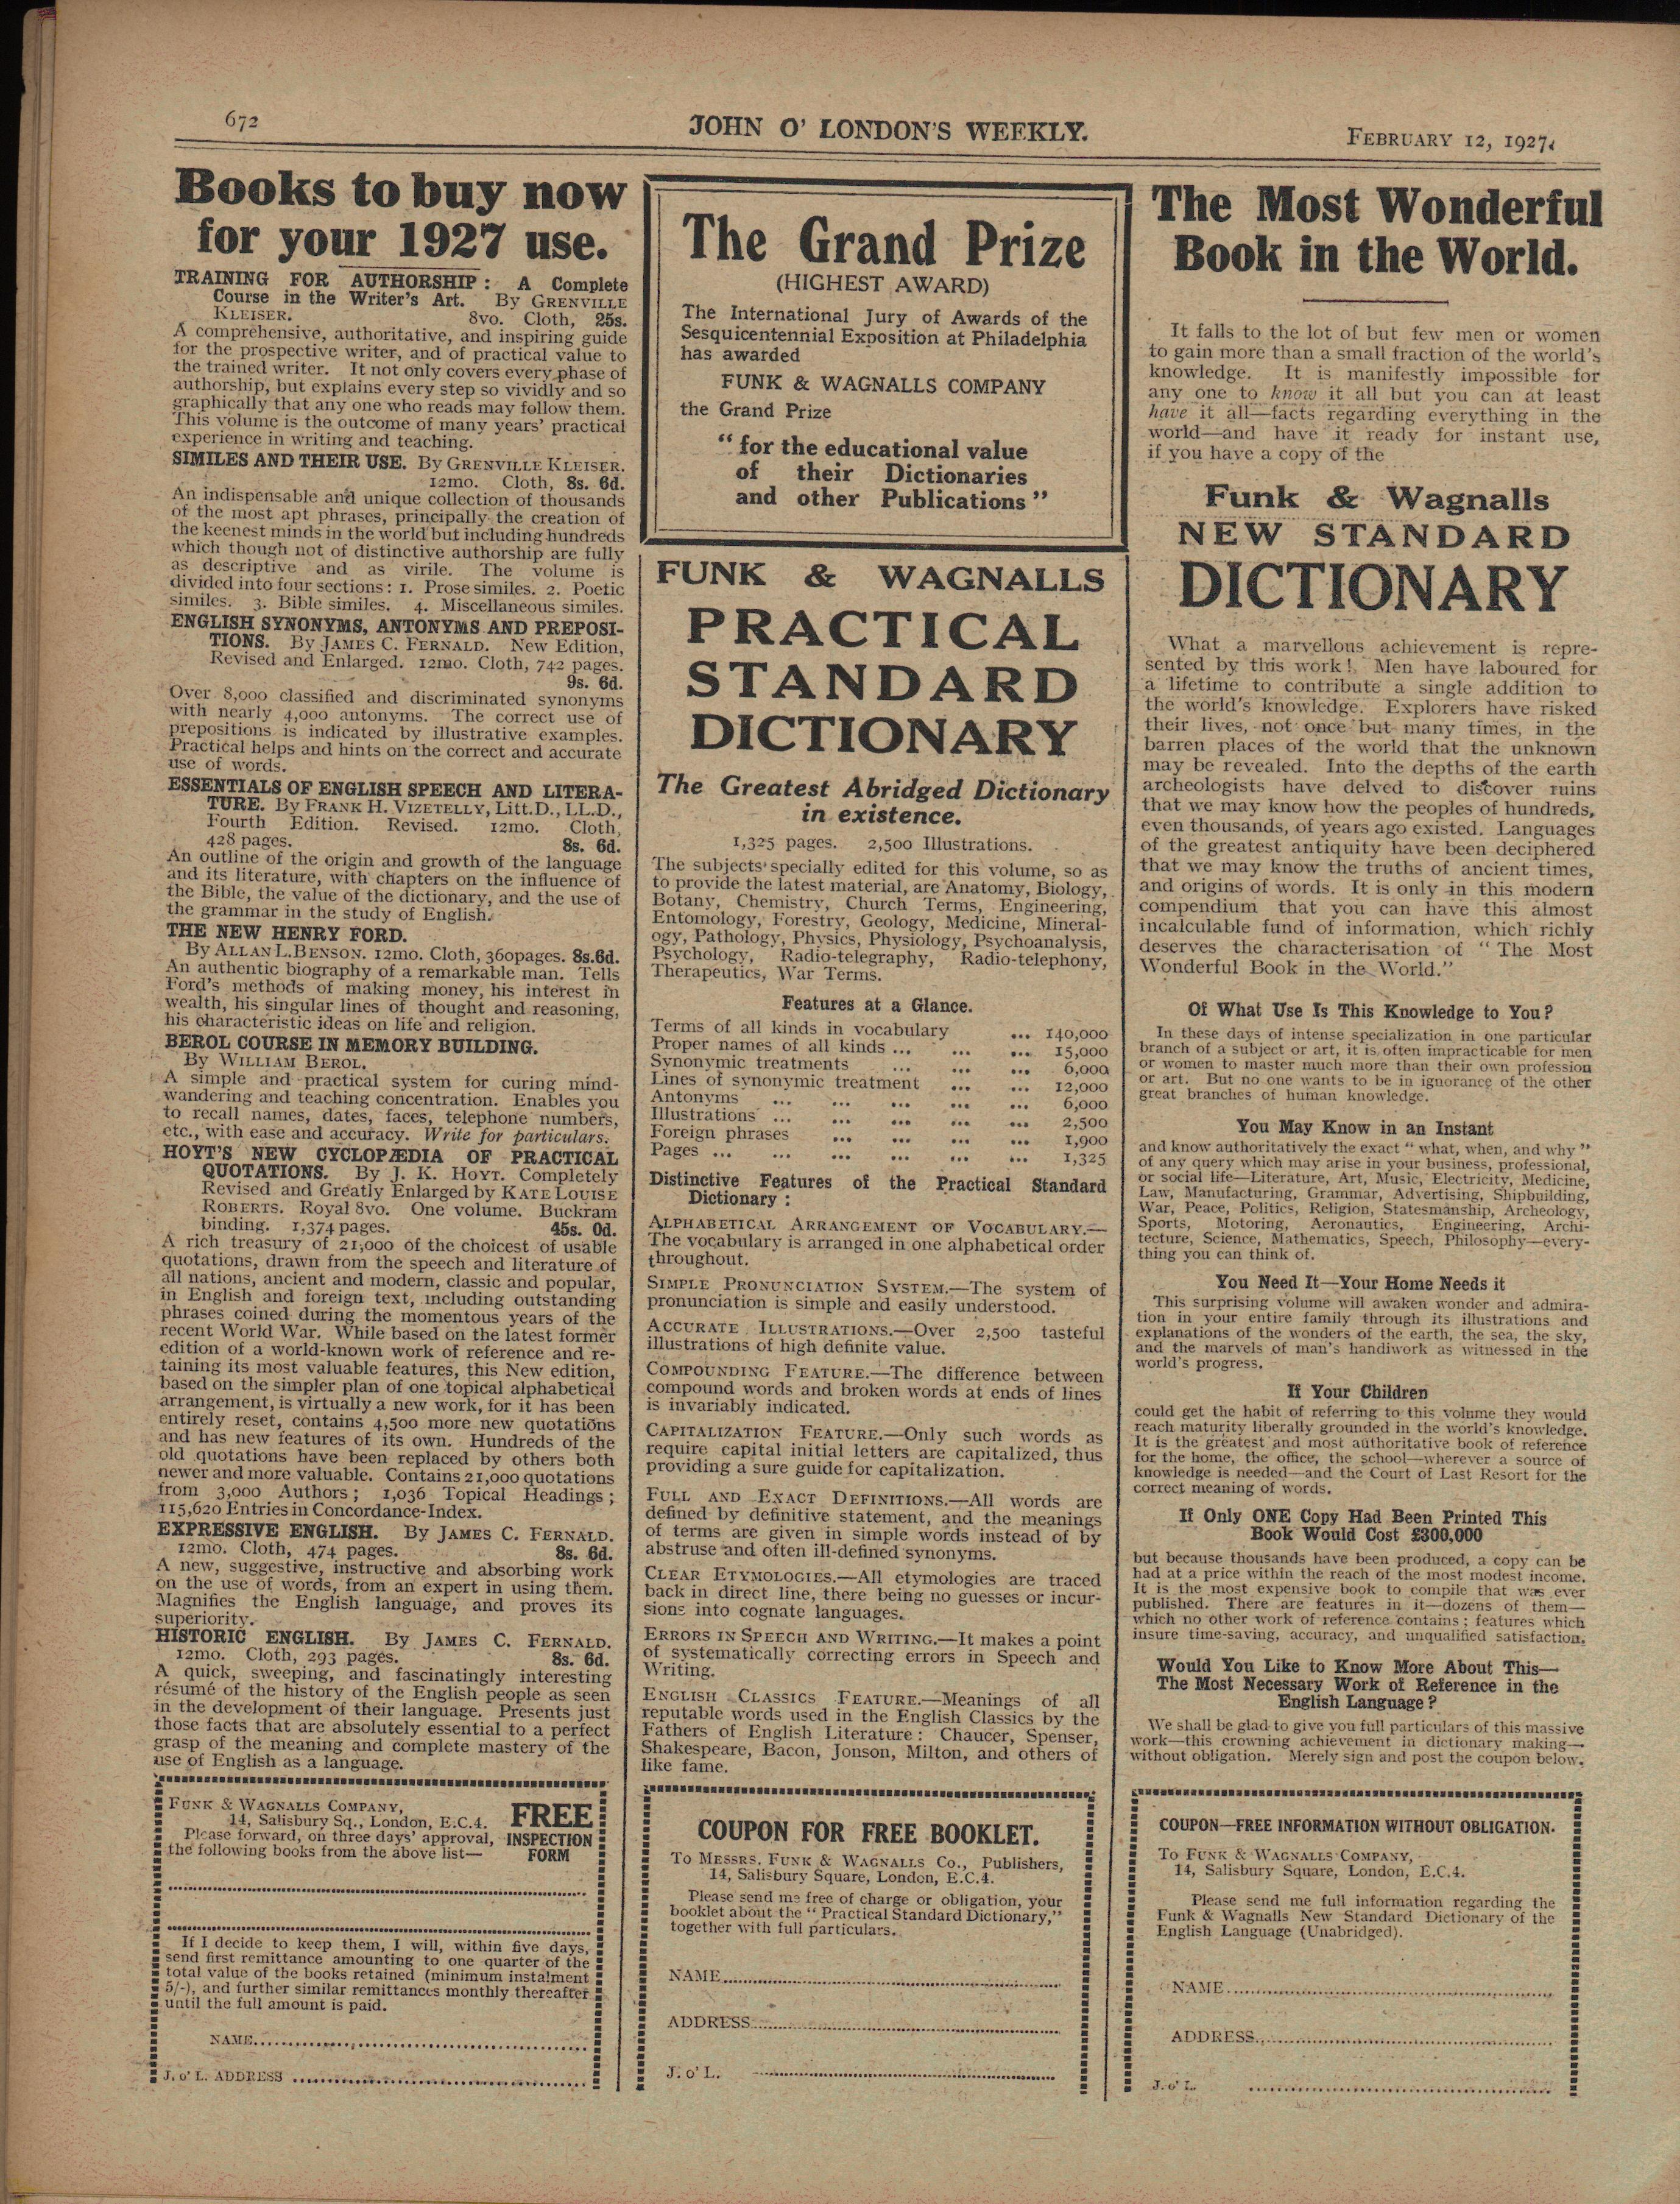 672
JOHN O' LONDON'S WEEKLY.
FEBRUARY 12, 1927.
Books to buy now
for your 1927 use.
TRAINING FOR AUTHORSHIP : A Complete
Course in the Writer's Art. By GRENVILLE
KLEISER. 8vo. Cloth, 25s.
A comprehensive, authoritative, and inspiring guide
for the prospective writer, and of practical value to
the trained writer. It not only covers every phase of
authorship, but explains every step so vividly and so
graphically that any one who reads may follow them.
This volume is the outcome of many years' practical
experience in writing and teaching.
SIMILES AND THEIR USE. By GRENVILLE KLEISER.
12mo. Cloth, 8s. 6d.
An indispensable and unique collection of thousands
of the most apt phrases, principally the creation of
the keenest minds in the world but including hundreds
which though not of distinctive authorship are fully
as descriptive and as virile. The volume is
divided into four sections : 1. Prose similes. 2. Poetic
similes. 3. Bible similes. 4. Miscellaneous similes.
ENGLISH SYNONYMS, ANTONYMS AND PREPOSI-
TIONS. By JAMES C. FERNALD. New Edition,
Revised and Enlarged. 12mo. Cloth, 742 pages.
9s. 6d.
Over 8,000 classified and discriminated synonyms
with nearly 4,000 antonyms. The correct use of
prepositions is indicated by illustrative examples.
Practical helps and hints on the correct and accurate
use of words.
ESSENTIALS OF ENGLISH SPEECH AND LITERA-
TURE. By FRANK H. VIZETELLY, Litt.D., LL.D.,
Fourth Edition. Revised. 12mo. Cloth,
428 pages. 8s. 6d.
An outline of the origin and growth of the language
and its literature, with chapters on the influence of
the Bible, the value of the dictionary, and the use of
the grammar in the study of English.
THE NEW HENRY FORD.
By ALLAN L. BENSON. 12mo. Cloth, 360 pages. 8s. 6d.
An authentic biography of a remarkable man. Tells
Ford's methods of making money, his interest in
wealth, his singular lines of thought and reasoning,
his characteristic ideas on life and religion.
BEROL COURSE IN MEMORY BUILDING.
By WILLIAM BEROL.
A simple and practical system for curing mind-
wandering and teaching concentration. Enables you
to recall names, dates, faces, telephone numbers,
etc., with ease and accuracy. Write for particulars.
HOYT'S NEW CYCLOPÆDIA OF PRACTICAL
QUOTATIONS. By J. K. HOYT. Completely
Revised and Greatly Enlarged by KATE LOUISE
ROBERTS. Royal 8vo. One volume. Buckram
binding. 1,374 pages. 45s. 0d.
A rich treasury of 21,000 of the choicest of usable
quotations, drawn from the speech and literature of
all nations, ancient and modern, classic and popular,
in English and foreign text, including outstanding
phrases coined during the momentous years of the
recent World War. While based on the latest former
edition of a world-known work of reference and re-
taining its most valuable features, this New edition,
based on the simpler plan of one topical alphabetical
arrangement, is virtually a new work, for it has been
entirely reset, contains 4,500 more new quotations
and has new features of its own. Hundreds of the
old quotations have been replaced by others both
newer and more valuable. Contains 21,000 quotations
from 3,000 Authors ; 1,036 Topical Headings ;
115,620 Entries in Concordance-Index.
EXPRESSIVE ENGLISH. By JAMES C. FERNALD.
12mo. Cloth, 474 pages. 8s. 6d.
A new, suggestive, instructive and absorbing work
on the use of words, from an expert in using them.
Magnifies the English language, and proves its
superiority.
HISTORIC ENGLISH. By JAMES C. FERNALD.
12mo. Cloth, 293 pages. 8s. 6d.
A quick, sweeping, and fascinatingly interesting
résumé of the history of the English people as seen
in the development of their language. Presents just
those facts that are absolutely essential to a perfect
grasp of the meaning and complete mastery of the
use of English as a language.
FUNK & WAGNALLS COMPANY,
14, Salisbury Sq., London, E.C.4.
Please forward, on three days' approval,
the following books from the above list—
FREE
INSPECTION
FORM
If I decide to keep them, I will, within five days,
send first remittance amounting to one quarter of the
total value of the books retained (minimum instalment
5/-), and further similar remittances monthly thereafter
until the full amount is paid.
NAME
J. o' L. ADDRESS
The Grand Prize
(HIGHEST AWARD)
The International Jury of Awards of the
Sesquicentennial Exposition at Philadelphia
has awarded
FUNK & WAGNALLS COMPANY
the Grand Prize
" for the educational value
of their Dictionaries
and other Publications "
FUNK & WAGNALLS
PRACTICAL
STANDARD
DICTIONARY
The Greatest Abridged Dictionary
in existence.
1,325 pages. 2,500 Illustrations.
The subjects specially edited for this volume, so as
to provide the latest material, are Anatomy, Biology,
Botany, Chemistry, Church Terms, Engineering,
Entomology, Forestry, Geology, Medicine, Mineral-
ogy, Pathology, Physics, Physiology, Psychoanalysis,
Psychology, Radio-telegraphy, Radio-telephony,
Therapeutics, War Terms.
Features at a Glance.
Terms of all kinds in vocabulary ... 140,000
Proper names of all kinds ... ... ... 15,000
Synonymic treatments ... ... ... 6,000
Lines of synonymic treatment ... ... 12,000
Antonyms ... ... ... ... ... 6,000
Illustrations ... ... ... ... ... 2,500
Foreign phrases ... ... ... ... 1,900
Pages ... ... ... ... ... ... 1,325
Distinctive Features of the Practical Standard
Dictionary :
ALPHABETICAL ARRANGEMENT OF VOCABULARY.—
The vocabulary is arranged in one alphabetical order
throughout.
SIMPLE PRONUNCIATION SYSTEM.—The system of
pronunciation is simple and easily understood.
ACCURATE ILLUSTRATIONS.—Over 2,500 tasteful
illustrations of high definite value.
COMPOUNDING FEATURE.—The difference between
compound words and broken words at ends of lines
is invariably indicated.
CAPITALIZATION FEATURE.—Only such words as
require capital initial letters are capitalized, thus
providing a sure guide for capitalization.
FULL AND EXACT DEFINITIONS.—All words are
defined by definitive statement, and the meanings
of terms are given in simple words instead of by
abstruse and often ill-defined synonyms.
CLEAR ETYMOLOGIES.—All etymologies are traced
back in direct line, there being no guesses or incur-
sions into cognate languages.
ERRORS IN SPEECH AND WRITING.—It makes a point
of systematically correcting errors in Speech and
Writing.
ENGLISH CLASSICS FEATURE.—Meanings of all
reputable words used in the English Classics by the
Fathers of English Literature : Chaucer, Spenser,
Shakespeare, Bacon, Jonson, Milton, and others of
like fame.
COUPON FOR FREE BOOKLET.
To MESSRS. FUNK & WAGNALLS Co., Publishers,
14, Salisbury Square, London, E.C.4.
Please send me free of charge or obligation, your
booklet about the " Practical Standard Dictionary,"
together with full particulars.
NAME
ADDRESS
J. o' L.
The Most Wonderful
Book in the World.
It falls to the lot of but few men or women
to gain more than a small fraction of the world's
knowledge. It is manifestly impossible for
any one to know it all but you can at least
have it all—facts regarding everything in the
world—and have it ready for instant use,
if you have a copy of the
Funk & Wagnalls
NEW STANDARD
DICTIONARY
What a marvellous achievement is repre-
sented by this work ! Men have laboured for
a lifetime to contribute a single addition to
the world's knowledge. Explorers have risked
their lives, not once but many times, in the
barren places of the world that the unknown
may be revealed. Into the depths of the earth
archeologists have delved to discover ruins
that we may know how the peoples of hundreds,
even thousands, of years ago existed. Languages
of the greatest antiquity have been deciphered
that we may know the truths of ancient times,
and origins of words. It is only in this modern
compendium that you can have this almost
incalculable fund of information, which richly
deserves the characterisation of " The Most
Wonderful Book in the World."
Of What Use Is This Knowledge to You ?
In these days of intense specialization in one particular
branch of a subject or art, it is often impracticable for men
or women to master much more than their own profession
or art. But no one wants to be in ignorance of the other
great branches of human knowledge.
You May Know in an Instant
and know authoritatively the exact " what, when, and why "
of any query which may arise in your business, professional,
or social life—Literature, Art, Music, Electricity, Medicine,
Law, Manufacturing, Grammar, Advertising, Shipbuilding,
War, Peace, Politics, Religion, Statesmanship, Archeology,
Sports, Motoring, Aeronautics, Engineering, Archi-
tecture, Science, Mathematics, Speech, Philosophy—every-
thing you can think of.
You Need It—Your Home Needs it
This surprising volume will awaken wonder and admira-
tion in your entire family through its illustrations and
explanations of the wonders of the earth, the sea, the sky,
and the marvels of man's handiwork as witnessed in the
world's progress.
If Your Children
could get the habit of referring to this volume they would
reach maturity liberally grounded in the world's knowledge.
It is the greatest and most authoritative book of reference
for the home, the office, the school—wherever a source of
knowledge is needed—and the Court of Last Resort for the
correct meaning of words.
If Only ONE Copy Had Been Printed This
Book Would Cost £300,000
but because thousands have been produced, a copy can be
had at a price within the reach of the most modest income.
It is the most expensive book to compile that was ever
published. There are features in it—dozens of them—
which no other work of reference contains ; features which
insure time-saving, accuracy, and unqualified satisfaction.
Would You Like to Know More About This—
The Most Necessary Work of Reference in the
English Language ?
We shall be glad to give you full particulars of this massive
work—this crowning achievement in dictionary making—
without obligation. Merely sign and post the coupon below.
COUPON—FREE INFORMATION WITHOUT OBLIGATION.
To FUNK & WAGNALLS COMPANY,
14, Salisbury Square, London, E.C.4.
Please send me full information regarding the
Funk & Wagnalls New Standard Dictionary of the
English Language (Unabridged).
NAME
ADDRESS
J. o' L.